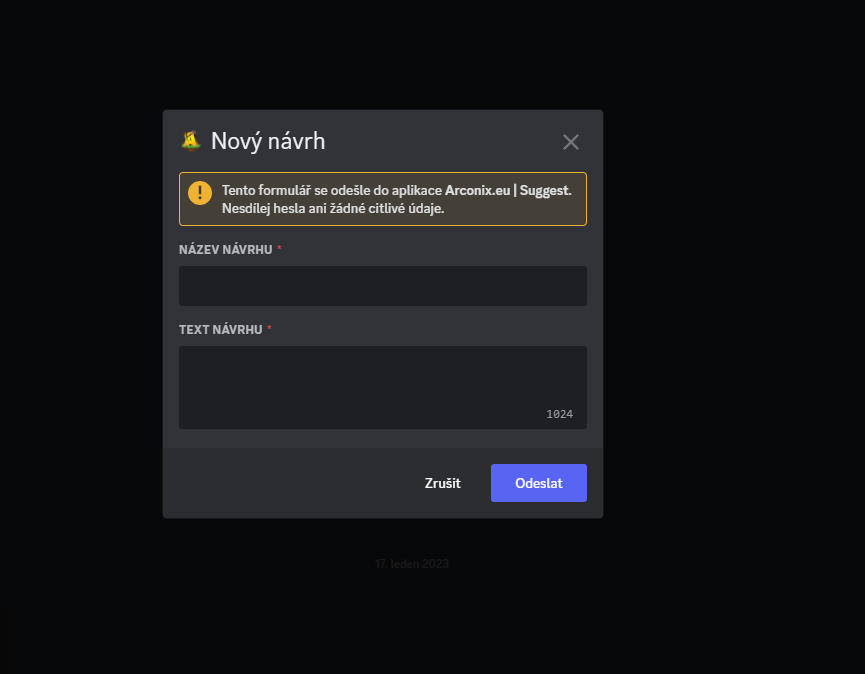 Nový návrh
Tento formulář se odešle do aplikace Arconix.eu | Suggest.
Nesdílej hesla ani žádné citlivé údaje.
NÁZEV NÁVRHU *
TEXT NÁVRHU *
1024
Zrušit
Odeslat
17. leden 2023